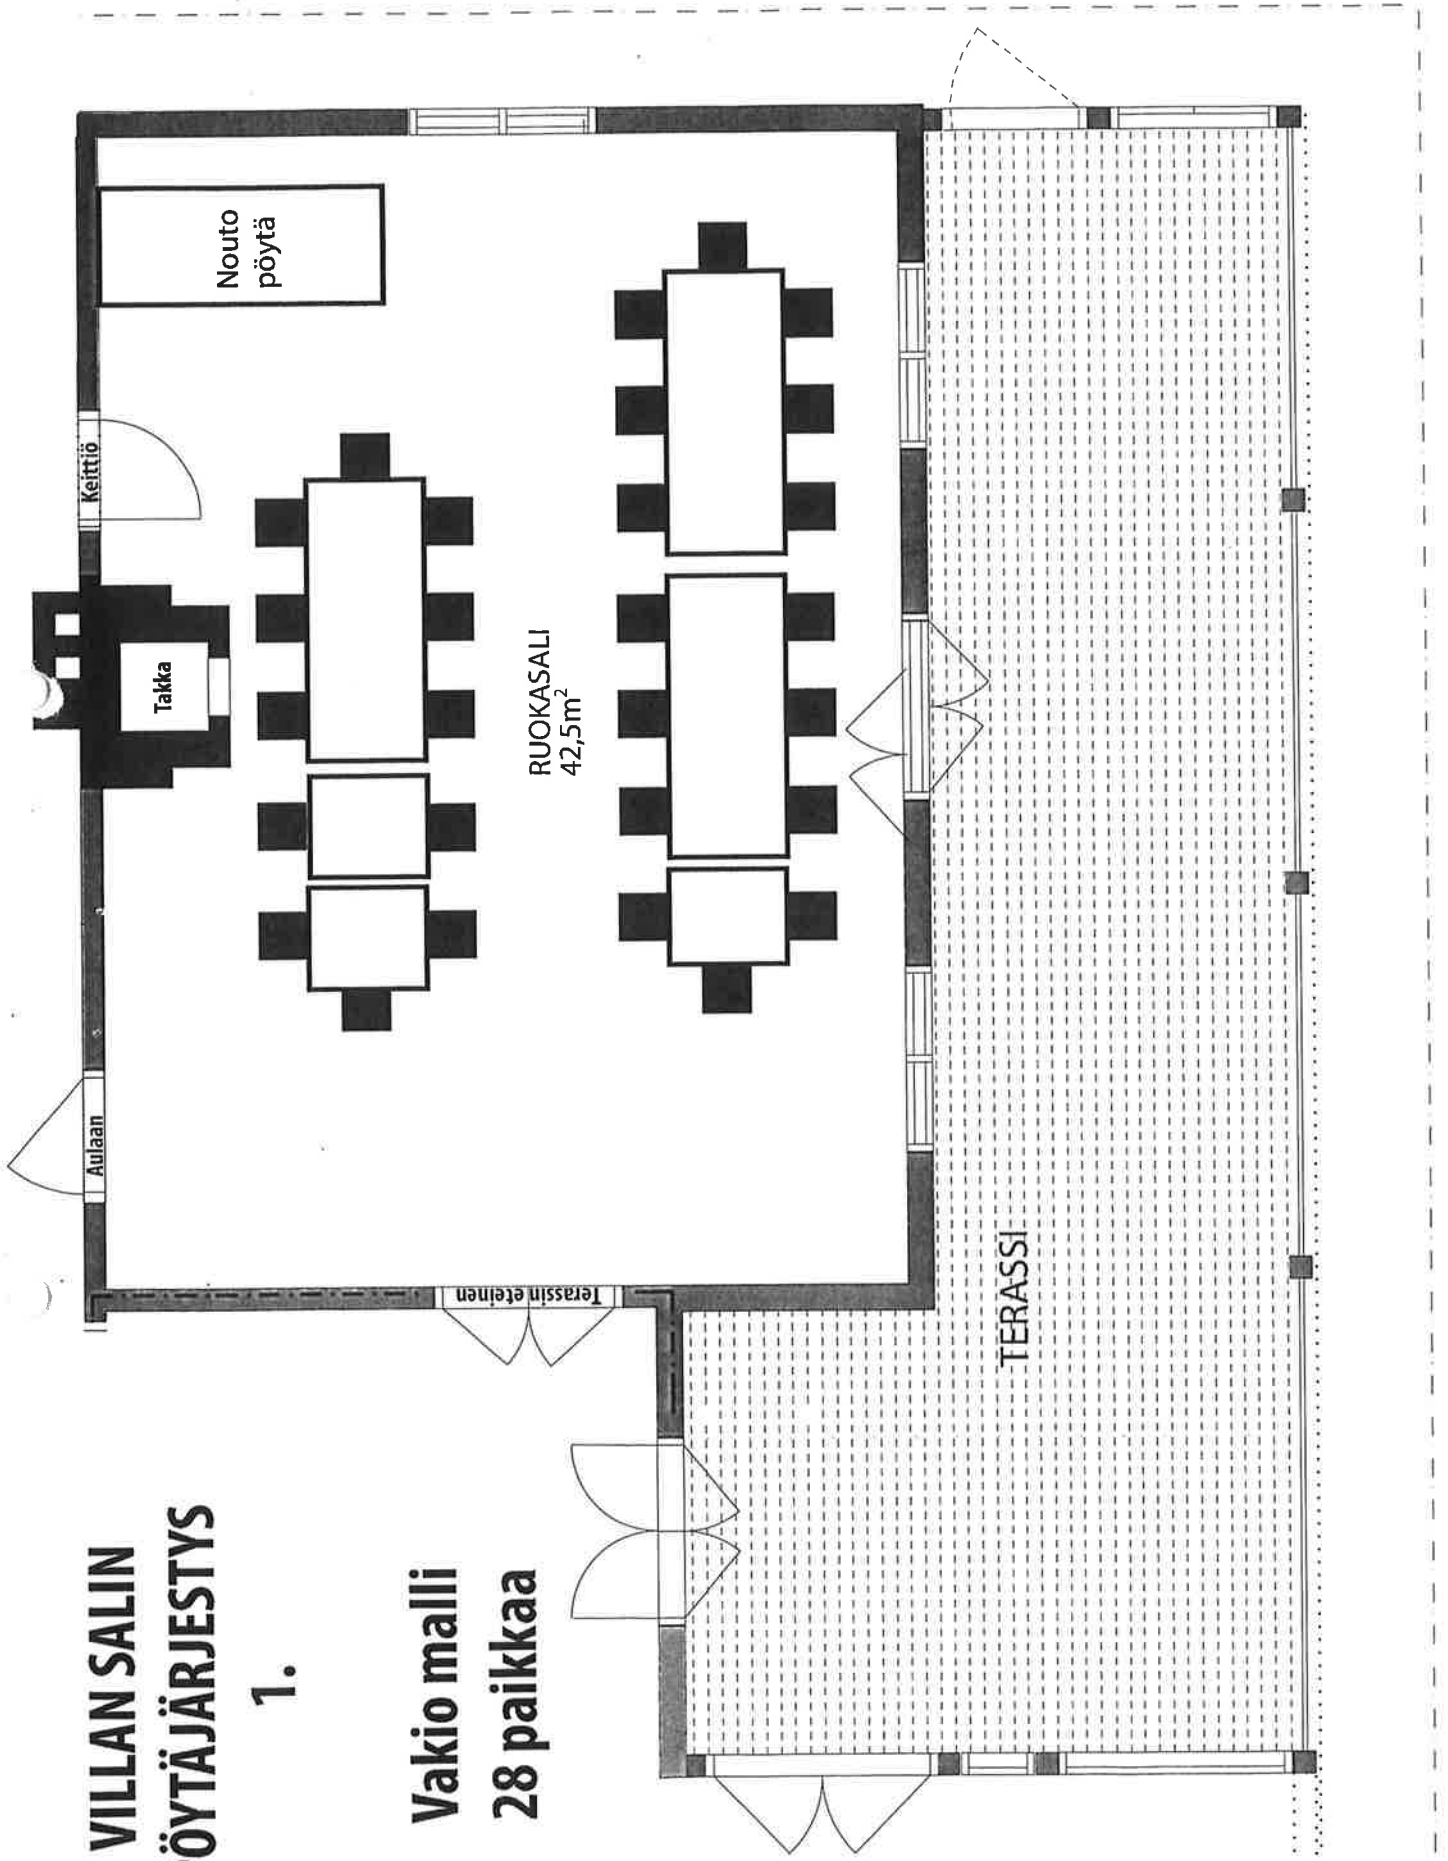 VILLAN SALIN
ÖYTÄJÄRJESTYS
1.
Vakio malli
28 paikkaa
Aulaan
Takka
Keittiö
Nouto
pöytä
RUOKASALI
42,5m²
Terassin eteinen
TERASSI